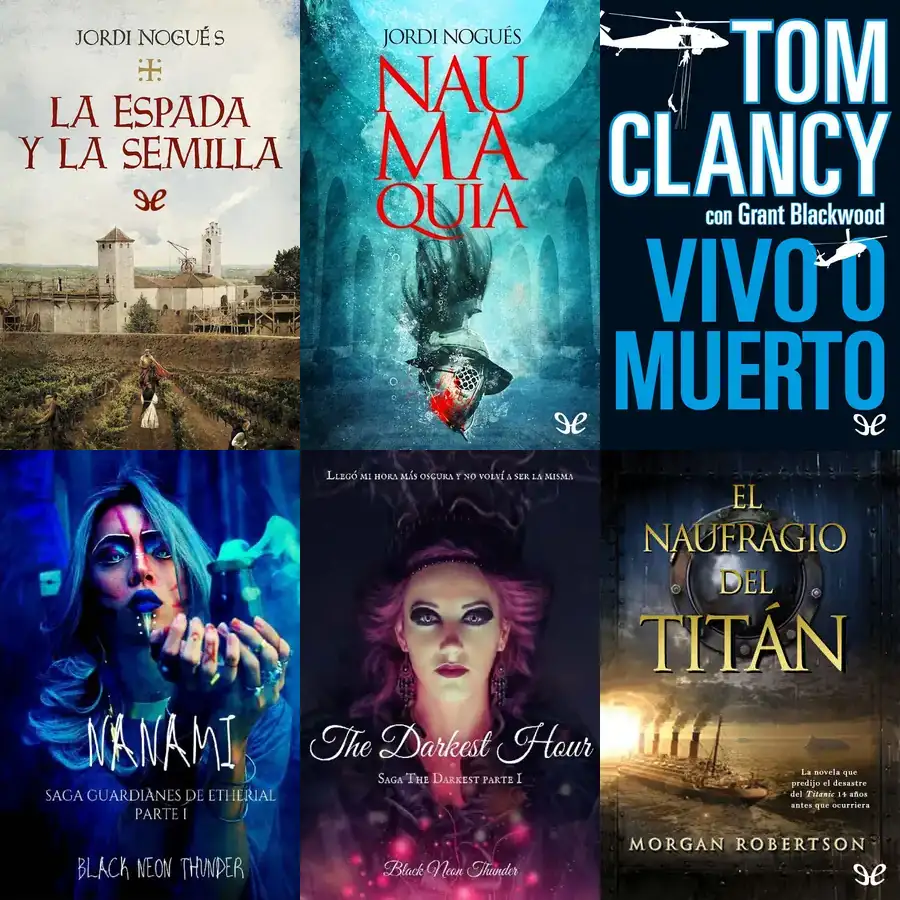 JORDI NOGUÉS
LA ESPADA
Y LA SEMILLA
JORDI NOGUÉS
NAU
MA
QUIA
TOM
CLANCY
con Grant Blackwood
VIVO O
MUERTO
NANAMI
SAGA GUARDIANES DE ETHERIAL
PARTE I
BLACK NEON THUNDER
LLEGÓ MI HORA MÁS OSCURA Y NO VOLVÍ A SER LA MISMA
The Darkest Hour
SAGA THE DARKEST PARTE I
Black Neon Thunder
EL
NAUFRAGIO
DEL
TITÁN
La novela que
predijo el desastre
del Titanic 14 años
antes que ocurriera
MORGAN ROBERTSON